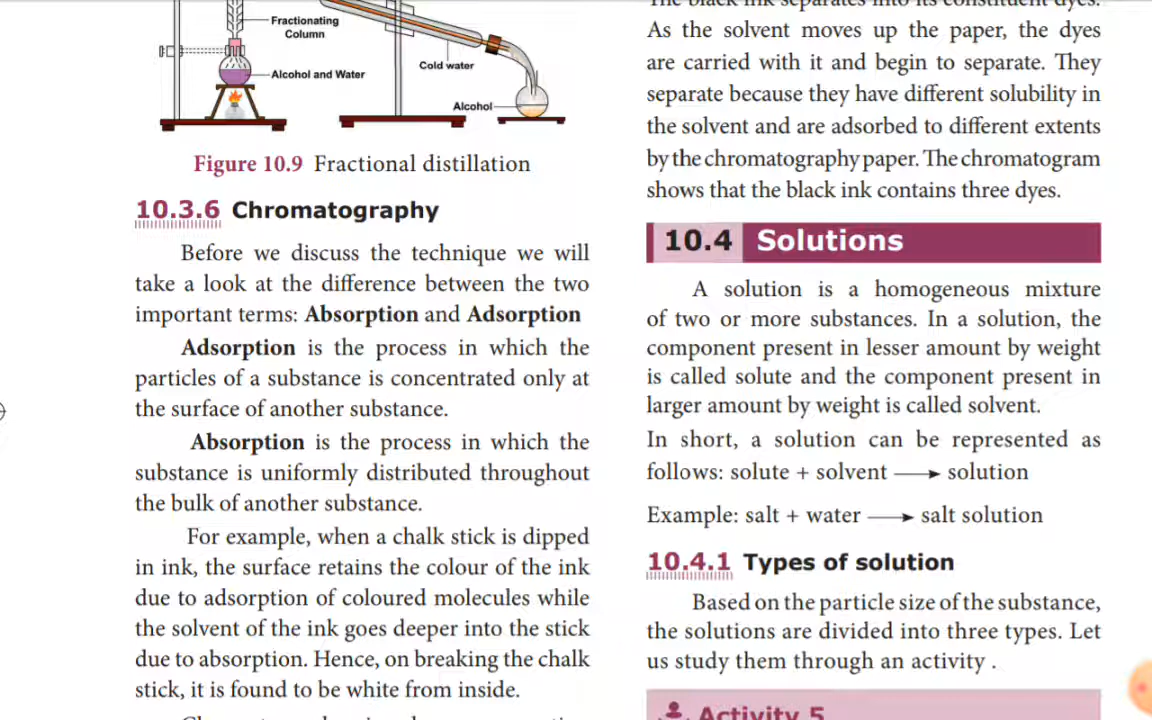 Fractionating
Column
Alcohol and Water
Cold water
Alcohol
Figure 10.9 Fractional distillation
10.3.6 Chromatography
Before we discuss the technique we will
take a look at the difference between the two
important terms: Absorption and Adsorption
Adsorption is the process in which the
particles of a substance is concentrated only at
the surface of another substance.
Absorption is the process in which the
substance is uniformly distributed throughout
the bulk of another substance.
For example, when a chalk stick is dipped
in ink, the surface retains the colour of the ink
due to adsorption of coloured molecules while
the solvent of the ink goes deeper into the stick
due to absorption. Hence, on breaking the chalk
stick, it is found to be white from inside.
The black ink separates into its constituent dyes.
As the solvent moves up the paper, the dyes
are carried with it and begin to separate. They
separate because they have different solubility in
the solvent and are adsorbed to different extents
by the chromatography paper. The chromatogram
shows that the black ink contains three dyes.
10.4 Solutions
A solution is a homogeneous mixture
of two or more substances. In a solution, the
component present in lesser amount by weight
is called solute and the component present in
larger amount by weight is called solvent.
In short, a solution can be represented as
follows: solute + solvent ⟶ solution
Example: salt + water ⟶ salt solution
10.4.1 Types of solution
Based on the particle size of the substance,
the solutions are divided into three types. Let
us study them through an activity .
Activity 5